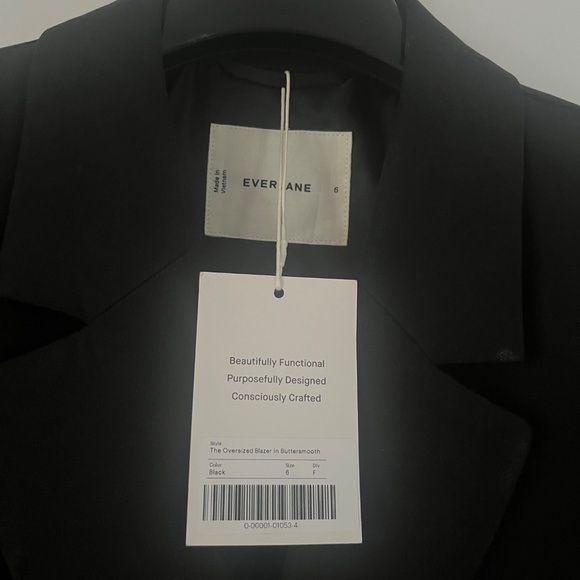 Made in
Vietnam
EVERLANE
6
Beautifully Functional
Purposefully Designed
Consciously Crafted
Style
The Oversized Blazer in Buttersmooth
Color
Size
Div
Black
6
F
0-00001-01053-4